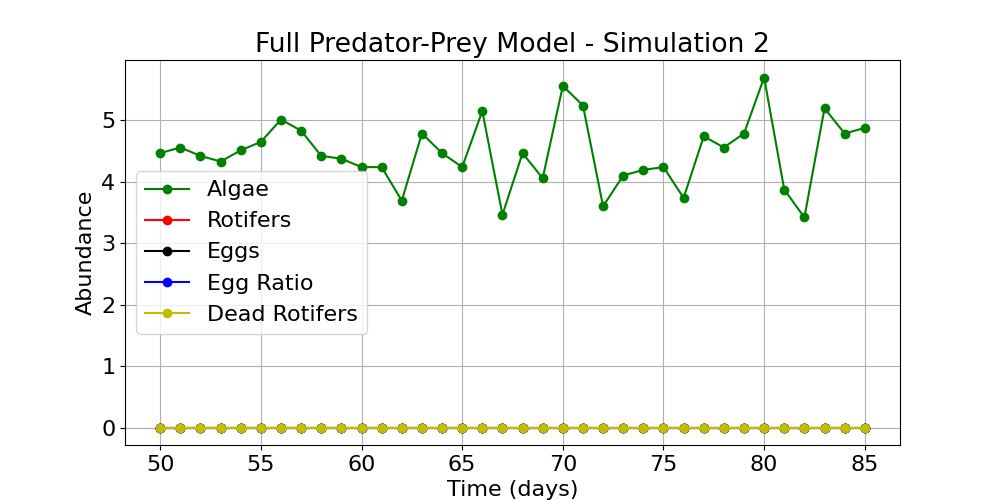 Full Predator-Prey Model - Simulation 2
Abundance
5
4
3
2
1
0
Algae
Rotifers
Eggs
Egg Ratio
Dead Rotifers
50 55 60 65 70 75 80 85
Time (days)